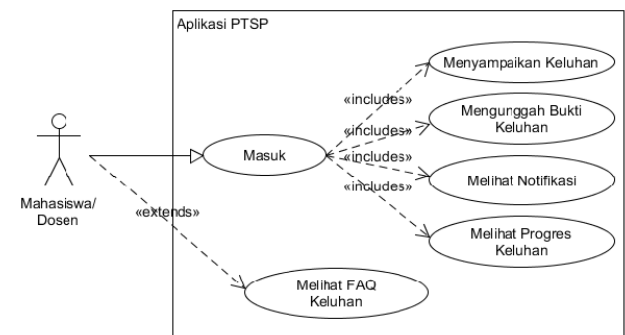 Aplikasi PTSP
Menyampaikan Keluhan
«includes»
Mengunggah Bukti
Keluhan
«includes»
Masuk
«includes»
Melihat Notifikasi
«includes»
Mahasiswa/
Dosen
«extends»
Melihat Progres
Keluhan
Melihat FAQ
Keluhan